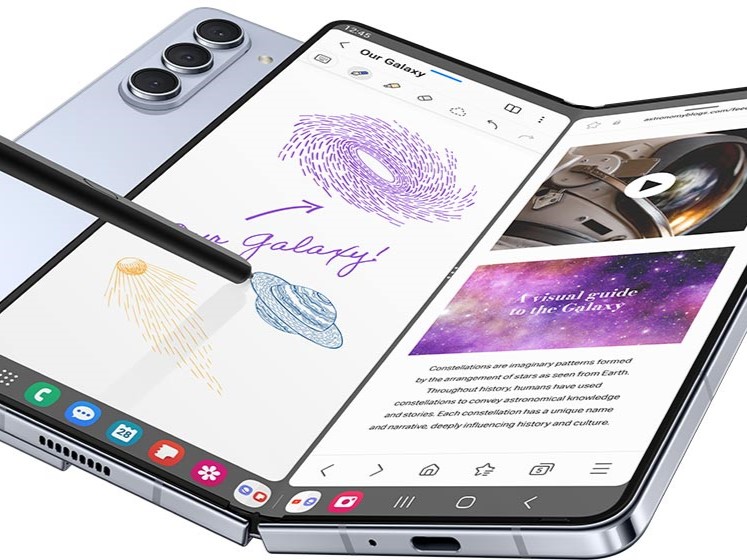 12:45
Our Galaxy
Our Galaxy!
28
astronomyblogs.com/fee
A visual guide
to the Galaxy
Constellations are imaginary patterns formed
by the arrangement of stars as seen from Earth.
Throughout history, humans have used
constellations to convey astronomical knowledge
and stories. Each constellation has a unique name
and narrative, deeply influencing history and culture.
5